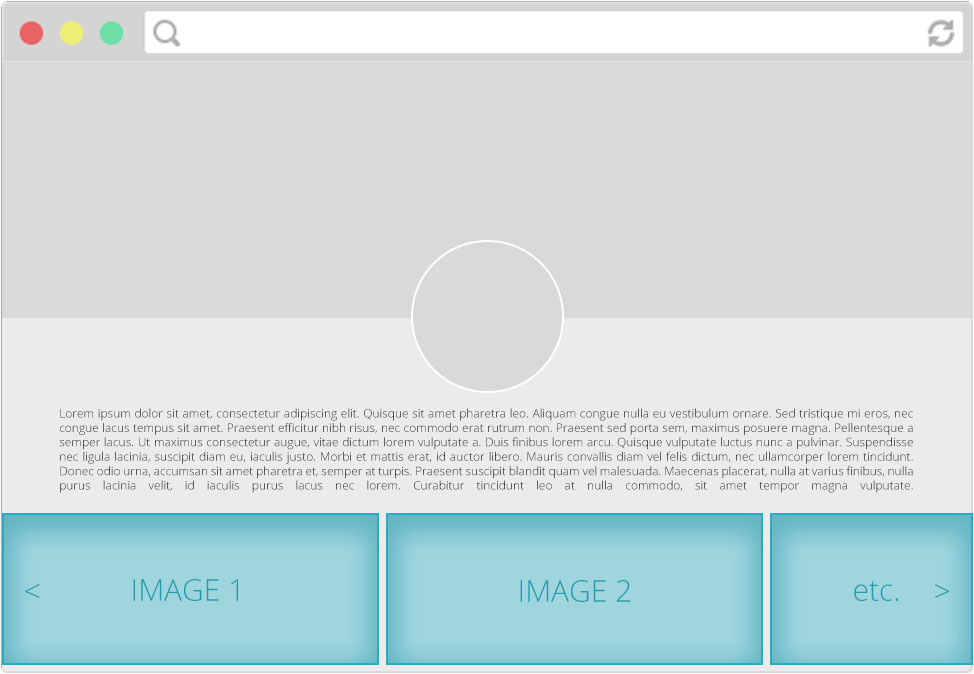 Lorem ipsum dolor sit amet, consectetur adipiscing elit. Quisque sit amet pharetra leo. Aliquam congue nulla eu vestibulum ornare. Sed tristique mi eros, nec
congue lacus tempus sit amet. Praesent efficitur nibh risus, nec commodo erat rutrum non. Praesent sed porta sem, maximus posuere magna. Pellentesque a
semper lacus. Ut maximus consectetur augue, vitae dictum lorem vulputate a. Duis finibus lorem arcu. Quisque vulputate luctus nunc a pulvinar. Suspendisse
nec ligula lacinia, suscipit diam eu, iaculis justo. Morbi et mattis erat, id auctor libero. Mauris convallis diam vel felis dictum, nec ullamcorper lorem tincidunt.
Donec odio urna, accumsan sit amet pharetra et, semper at turpis. Praesent suscipit blandit quam vel malesuada. Maecenas placerat, nulla at varius finibus, nulla
purus lacinia velit, id iaculis purus lacus nec lorem. Curabitur tincidunt leo at nulla commodo, sit amet tempor magna vulputate.
< IMAGE 1 IMAGE 2 etc. >